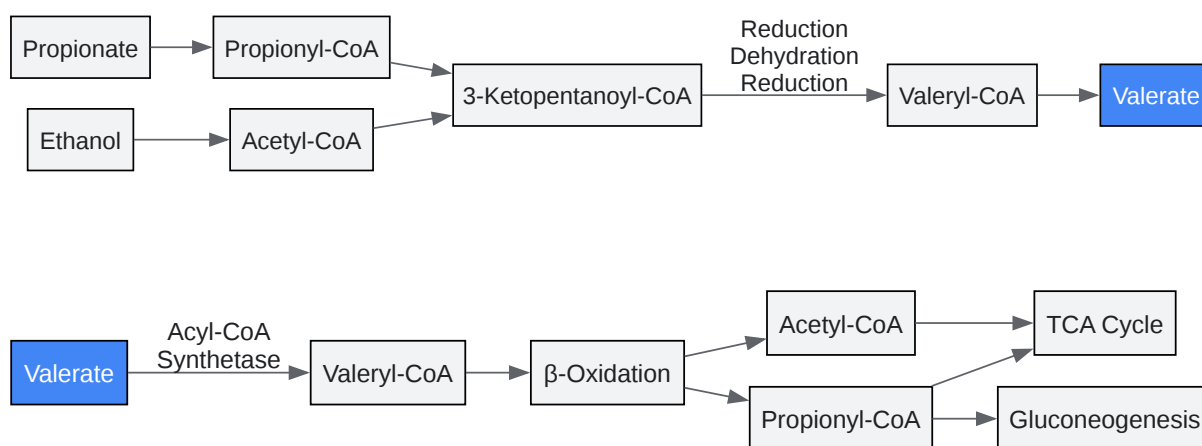 Propionate
Propionyl-CoA
Ethanol
Acetyl-CoA
3-Ketopentanoyl-CoA
Reduction
Dehydration
Reduction
Valeryl-CoA
Valerate
Valerate
Acyl-CoA
Synthetase
Valeryl-CoA
β-Oxidation
Acetyl-CoA
Propionyl-CoA
TCA Cycle
Gluconeogenesis